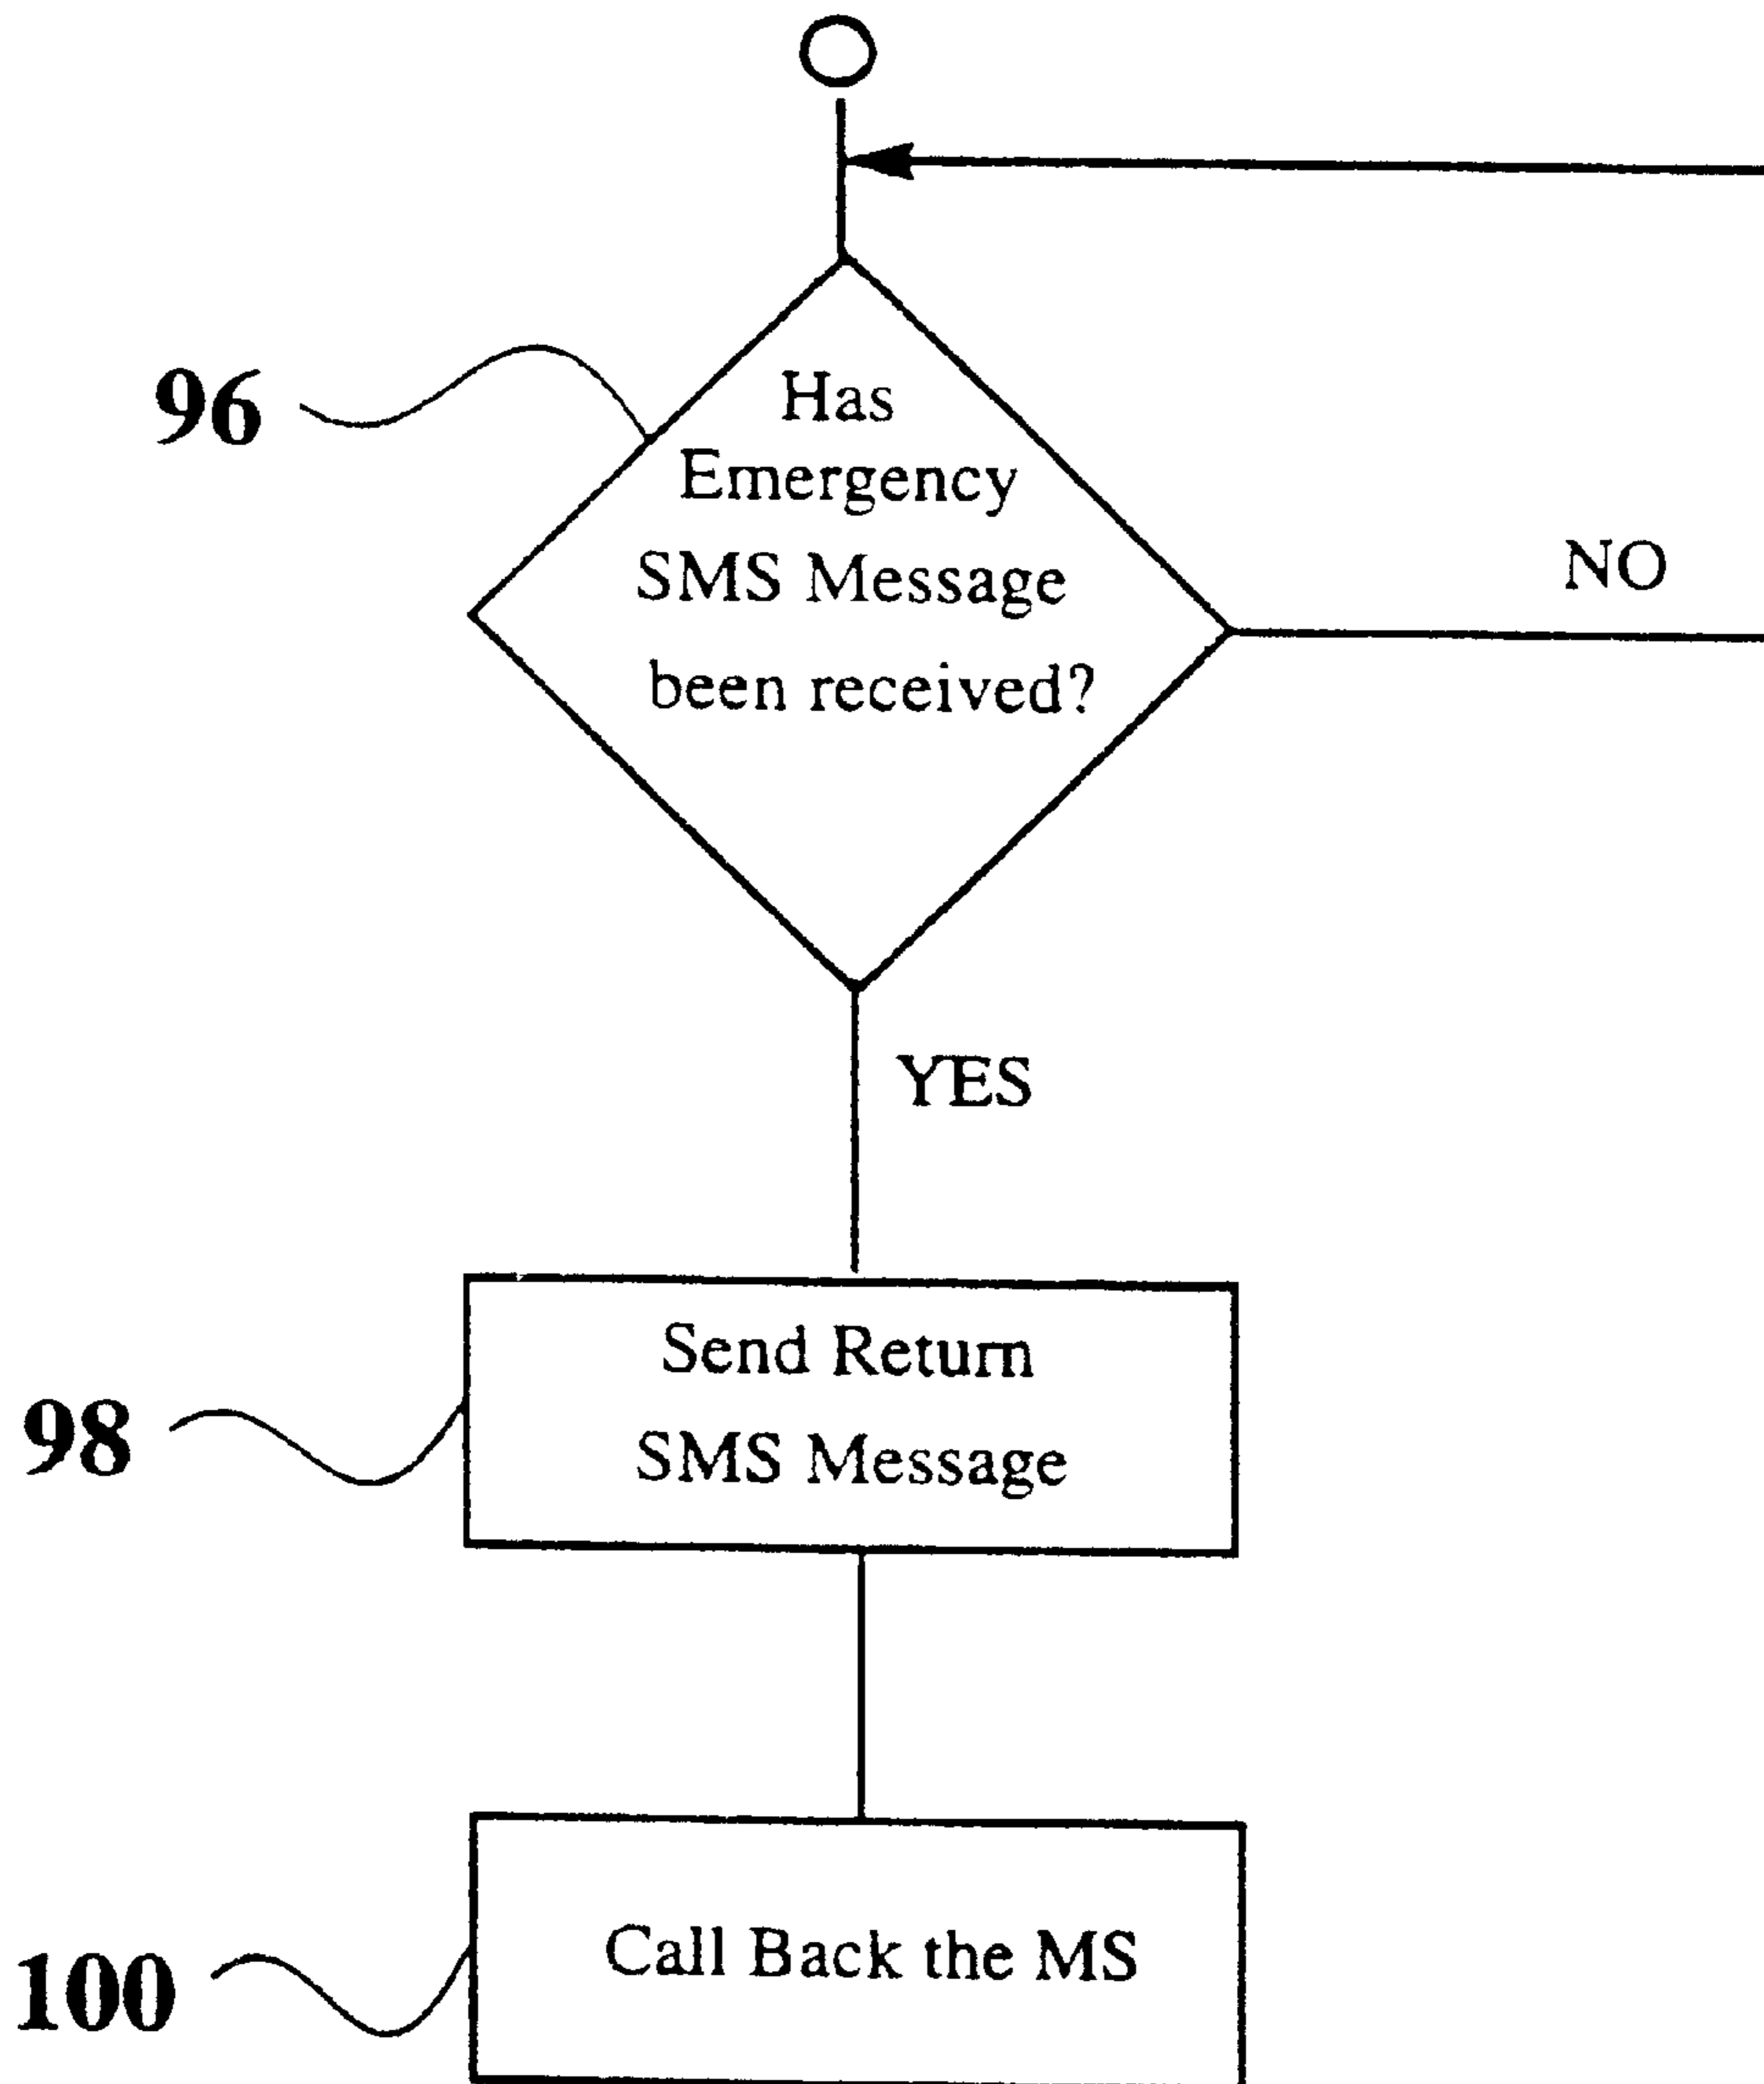 96
Has
Emergency
SMS Message
been received?
NO
YES
98
Send Return
SMS Message
100
Call Back the MS